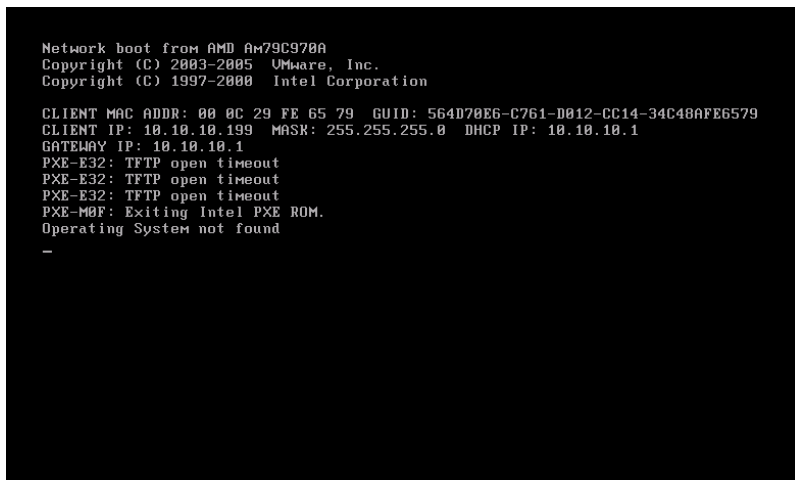 Network boot from AMD Am79C970A
Copyright (C) 2003-2005  VMware, Inc.
Copyright (C) 1997-2000  Intel Corporation
CLIENT MAC ADDR: 00 0C 29 FE 65 79  GUID: 564D70E6-C761-D012-CC14-34C48AFE6579
CLIENT IP: 10.10.10.199  MASK: 255.255.255.0  DHCP IP: 10.10.10.1
GATEWAY IP: 10.10.10.1
PXE-E32: TFTP open timeout
PXE-E32: TFTP open timeout
PXE-E32: TFTP open timeout
PXE-M0F: Exiting Intel PXE ROM.
Operating System not found
_